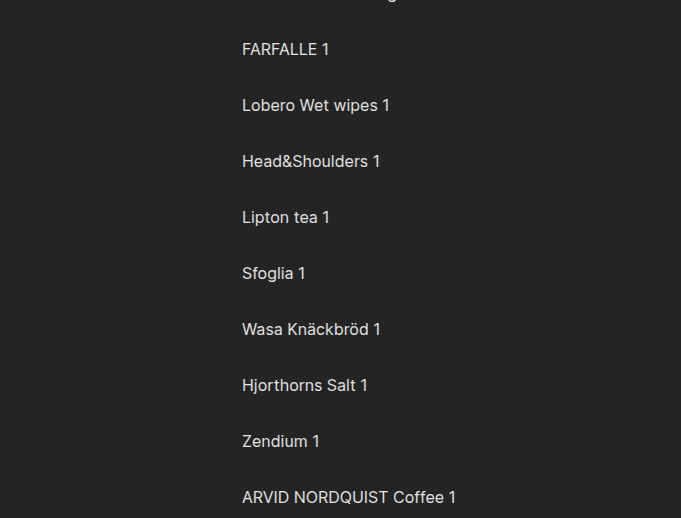 FARFALLE 1
Lobero Wet wipes 1
Head&Shoulders 1
Lipton tea 1
Sfoglia 1
Wasa Knäckbröd 1
Hjorthorns Salt 1
Zendium 1
ARVID NORDQUIST Coffee 1